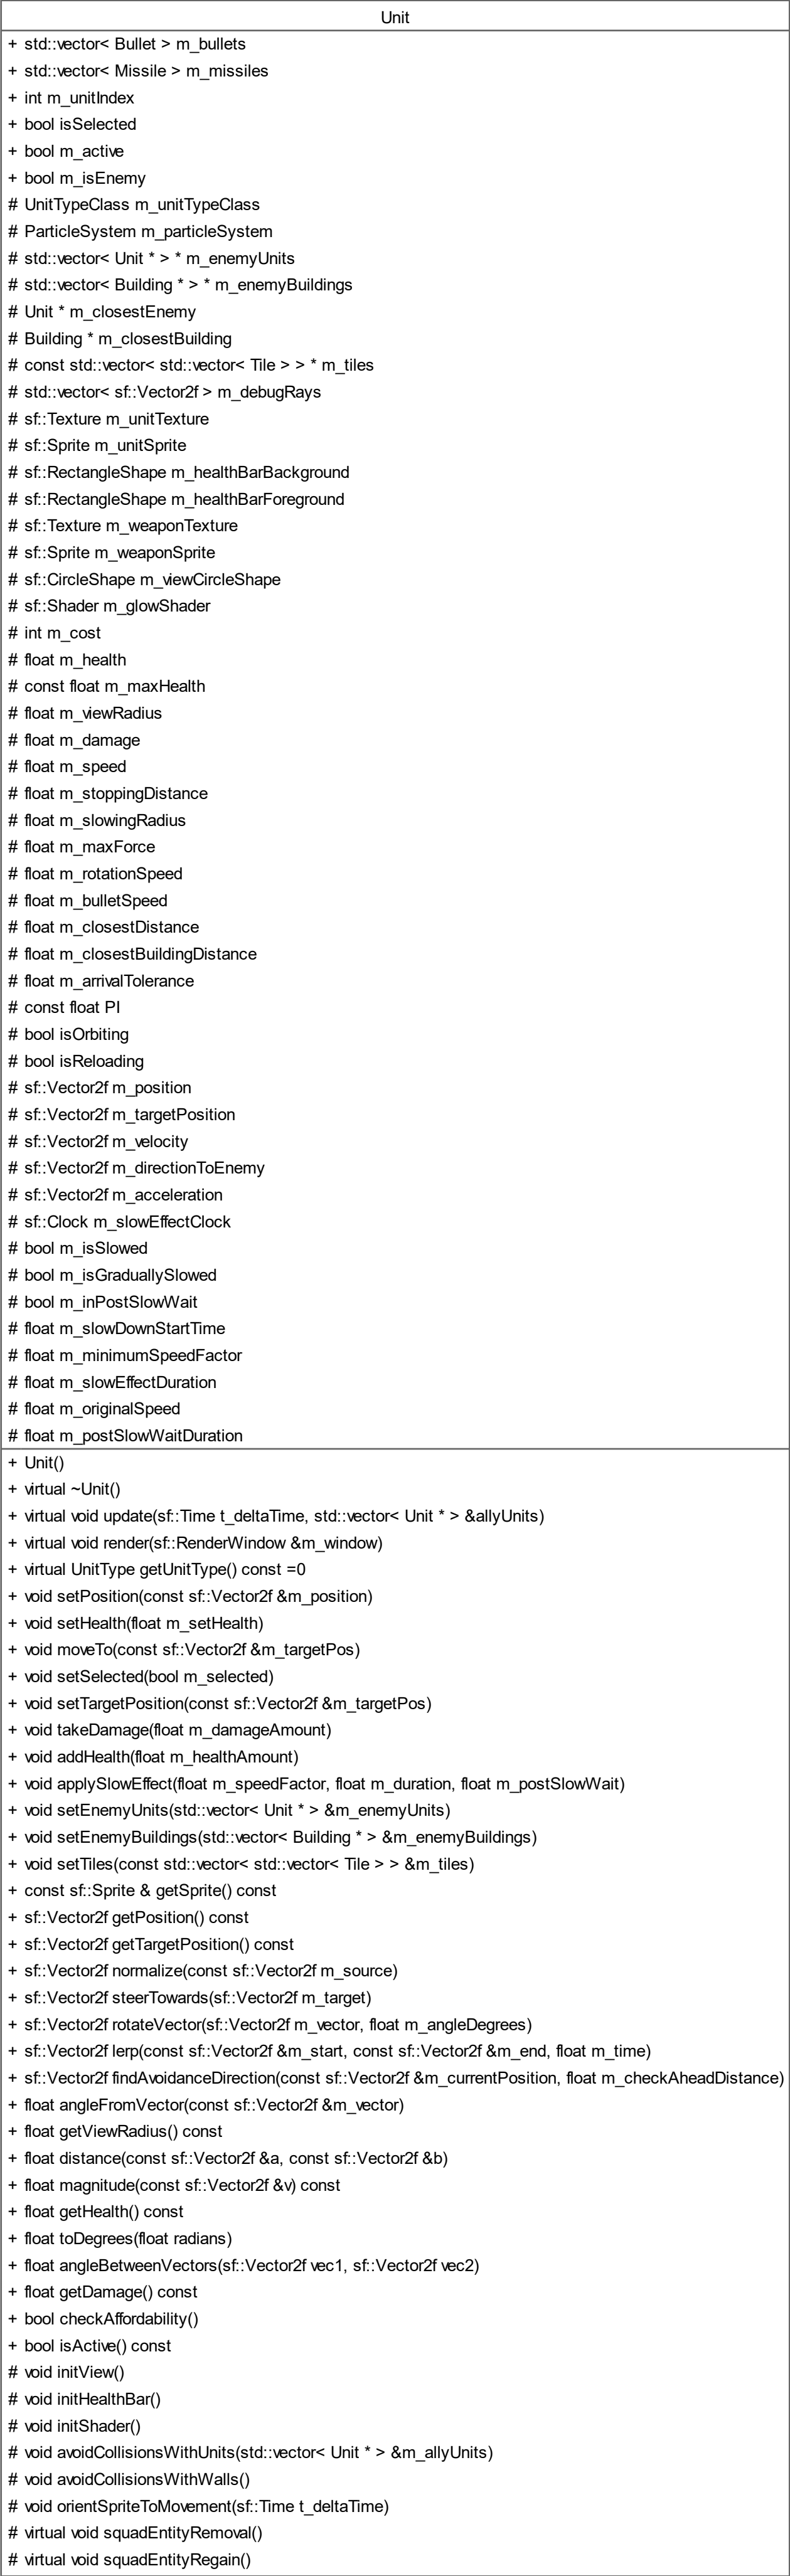 Unit
+ std::vector< Bullet > m_bullets
+ std::vector< Missile > m_missiles
+ int m_unitIndex
+ bool isSelected
+ bool m_active
+ bool m_isEnemy
# UnitTypeClass m_unitTypeClass
# ParticleSystem m_particleSystem
# std::vector< Unit * > * m_enemyUnits
# std::vector< Building * > * m_enemyBuildings
# Unit * m_closestEnemy
# Building * m_closestBuilding
# const std::vector< std::vector< Tile > > * m_tiles
# std::vector< sf::Vector2f > m_debugRays
# sf::Texture m_unitTexture
# sf::Sprite m_unitSprite
# sf::RectangleShape m_healthBarBackground
# sf::RectangleShape m_healthBarForeground
# sf::Texture m_weaponTexture
# sf::Sprite m_weaponSprite
# sf::CircleShape m_viewCircleShape
# sf::Shader m_glowShader
# int m_cost
# float m_health
# const float m_maxHealth
# float m_viewRadius
# float m_damage
# float m_speed
# float m_stoppingDistance
# float m_slowingRadius
# float m_maxForce
# float m_rotationSpeed
# float m_bulletSpeed
# float m_closestDistance
# float m_closestBuildingDistance
# float m_arrivalTolerance
# const float PI
# bool isOrbiting
# bool isReloading
# sf::Vector2f m_position
# sf::Vector2f m_targetPosition
# sf::Vector2f m_velocity
# sf::Vector2f m_directionToEnemy
# sf::Vector2f m_acceleration
# sf::Clock m_slowEffectClock
# bool m_isSlowed
# bool m_isGraduallySlowed
# bool m_inPostSlowWait
# float m_slowDownStartTime
# float m_minimumSpeedFactor
# float m_slowEffectDuration
# float m_originalSpeed
# float m_postSlowWaitDuration
+ Unit()
+ virtual ~Unit()
+ virtual void update(sf::Time t_deltaTime, std::vector< Unit * > &allyUnits)
+ virtual void render(sf::RenderWindow &m_window)
+ virtual UnitType getUnitType() const =0
+ void setPosition(const sf::Vector2f &m_position)
+ void setHealth(float m_setHealth)
+ void moveTo(const sf::Vector2f &m_targetPos)
+ void setSelected(bool m_selected)
+ void setTargetPosition(const sf::Vector2f &m_targetPos)
+ void takeDamage(float m_damageAmount)
+ void addHealth(float m_healthAmount)
+ void applySlowEffect(float m_speedFactor, float m_duration, float m_postSlowWait)
+ void setEnemyUnits(std::vector< Unit * > &m_enemyUnits)
+ void setEnemyBuildings(std::vector< Building * > &m_enemyBuildings)
+ void setTiles(const std::vector< std::vector< Tile > > &m_tiles)
+ const sf::Sprite & getSprite() const
+ sf::Vector2f getPosition() const
+ sf::Vector2f getTargetPosition() const
+ sf::Vector2f normalize(const sf::Vector2f m_source)
+ sf::Vector2f steerTowards(sf::Vector2f m_target)
+ sf::Vector2f rotateVector(sf::Vector2f m_vector, float m_angleDegrees)
+ sf::Vector2f lerp(const sf::Vector2f &m_start, const sf::Vector2f &m_end, float m_time)
+ sf::Vector2f findAvoidanceDirection(const sf::Vector2f &m_currentPosition, float m_checkAheadDistance)
+ float angleFromVector(const sf::Vector2f &m_vector)
+ float getViewRadius() const
+ float distance(const sf::Vector2f &a, const sf::Vector2f &b)
+ float magnitude(const sf::Vector2f &v) const
+ float getHealth() const
+ float toDegrees(float radians)
+ float angleBetweenVectors(sf::Vector2f vec1, sf::Vector2f vec2)
+ float getDamage() const
+ bool checkAffordability()
+ bool isActive() const
# void initView()
# void initHealthBar()
# void initShader()
# void avoidCollisionsWithUnits(std::vector< Unit * > &m_allyUnits)
# void avoidCollisionsWithWalls()
# void orientSpriteToMovement(sf::Time t_deltaTime)
# virtual void squadEntityRemoval()
# virtual void squadEntityRegain()